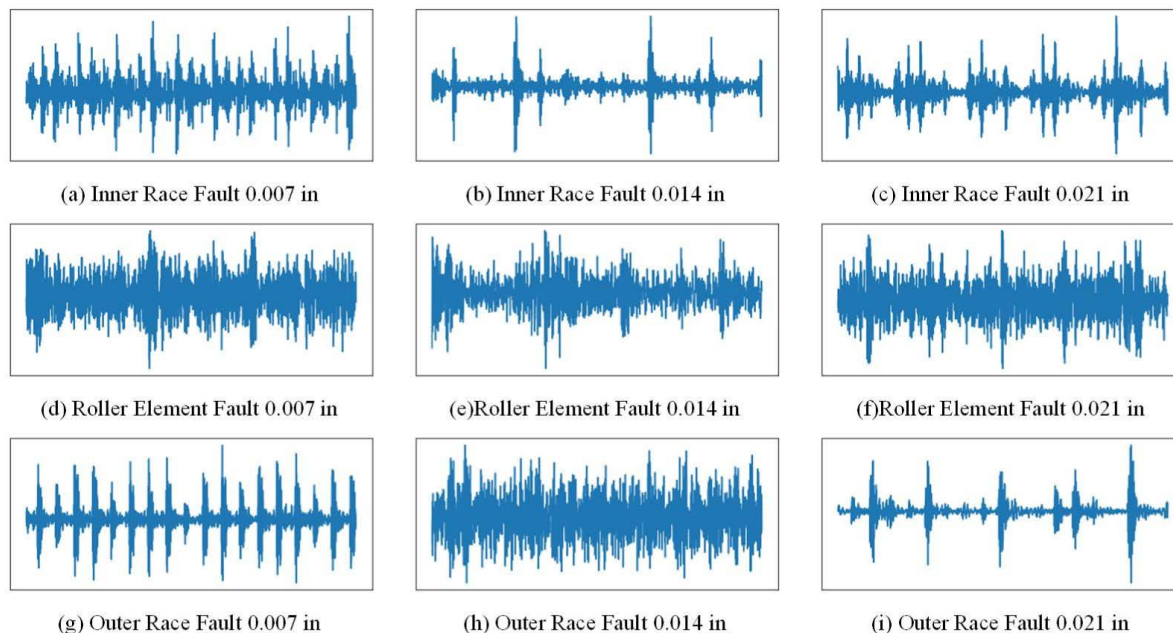 (a) Inner Race Fault 0.007 in
(b) Inner Race Fault 0.014 in
(c) Inner Race Fault 0.021 in
(d) Roller Element Fault 0.007 in
(e)Roller Element Fault 0.014 in
(f)Roller Element Fault 0.021 in
(g) Outer Race Fault 0.007 in
(h) Outer Race Fault 0.014 in
(i) Outer Race Fault 0.021 in